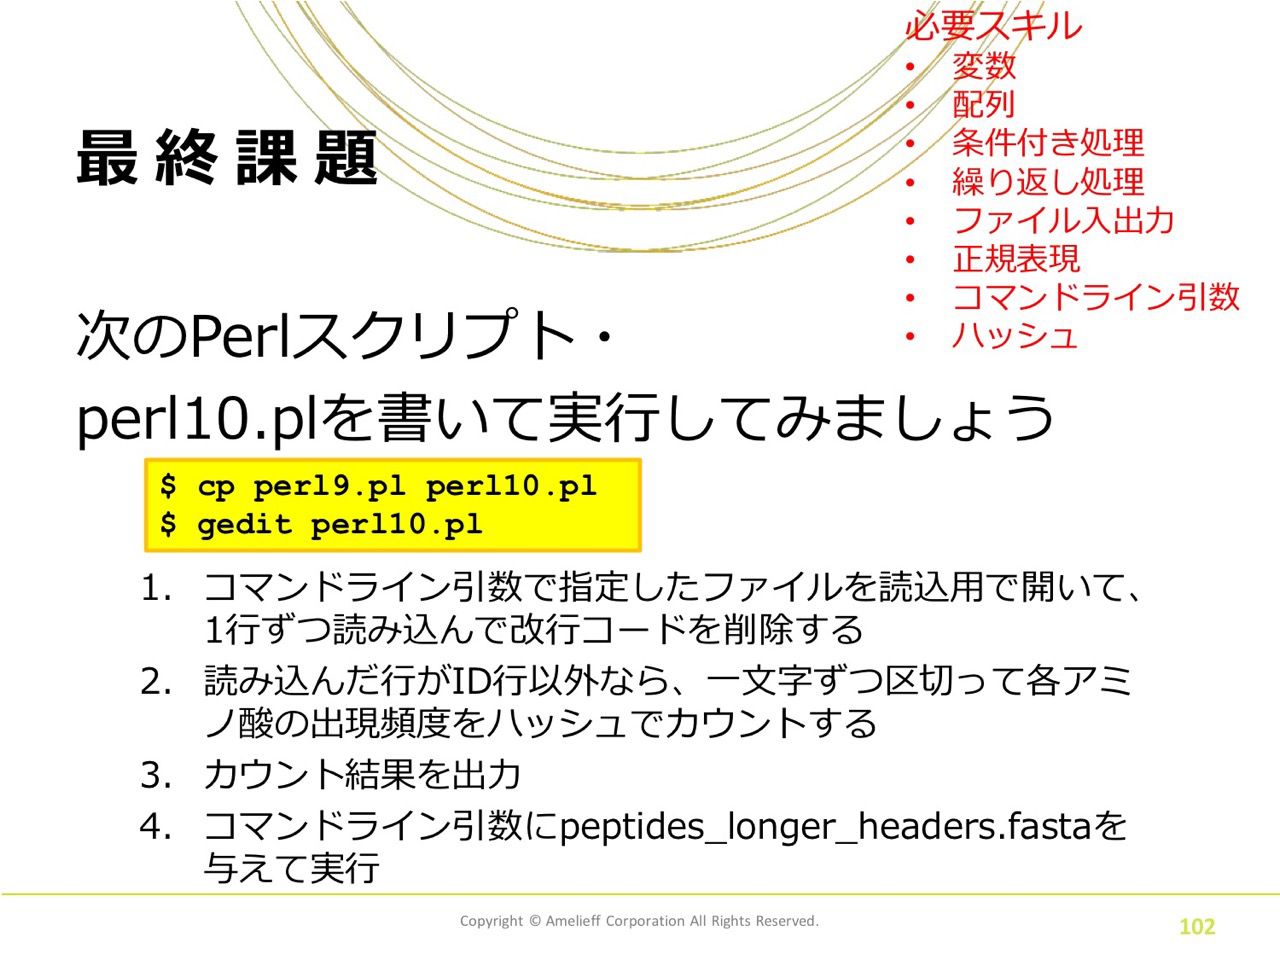 必要スキル
• 変数
• 配列
• 条件付き処理
• 繰り返し処理
• ファイル入出力
• 正規表現
• コマンドライン引数
• ハッシュ
最終課題
次のPerlスクリプト・
perl10.plを書いて実行してみましょう
$ cp perl9.pl perl10.pl
$ gedit perl10.pl
1. コマンドライン引数で指定したファイルを読込用で開いて、
1行ずつ読み込んで改行コードを削除する
2. 読み込んだ行がID行以外なら、一文字ずつ区切って各アミ
ノ酸の出現頻度をハッシュでカウントする
3. カウント結果を出力
4. コマンドライン引数にpeptides_longer_headers.fastaを
与えて実行
Copyright © Amelieff Corporation All Rights Reserved.
102